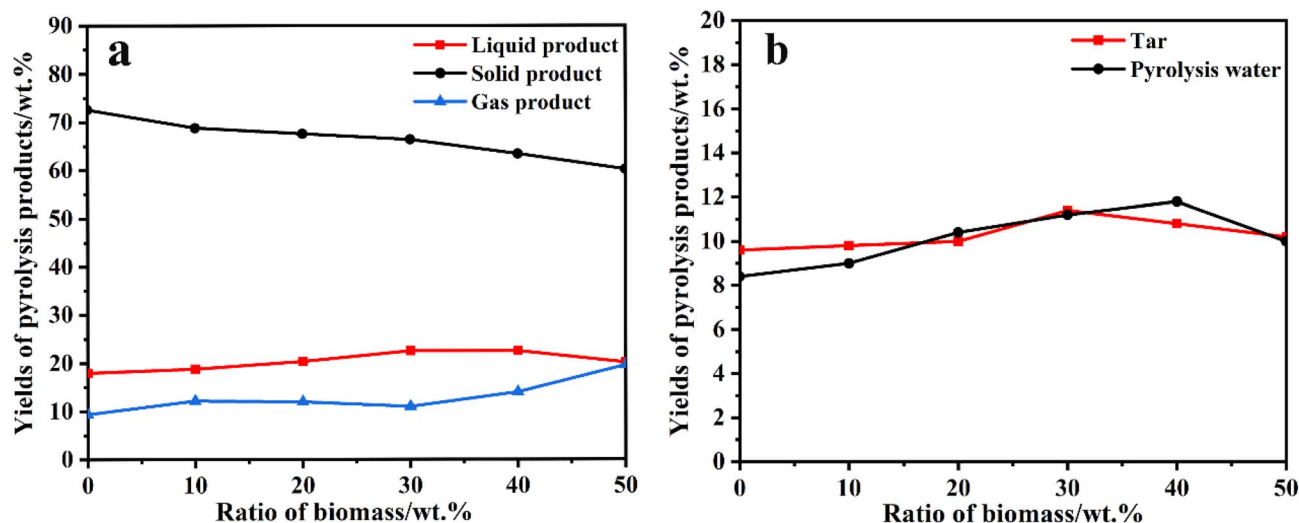 a
Liquid product
Solid product
Gas product
Yields of pyrolysis products/wt.%
90
80
70
60
50
40
30
20
10
0
0 10 20 30 40 50
Ratio of biomass/wt.%
b
Tar
Pyrolysis water
Yields of pyrolysis products/wt.%
20
18
16
14
12
10
8
6
4
2
0
0 10 20 30 40 50
Ratio of biomass/wt.%